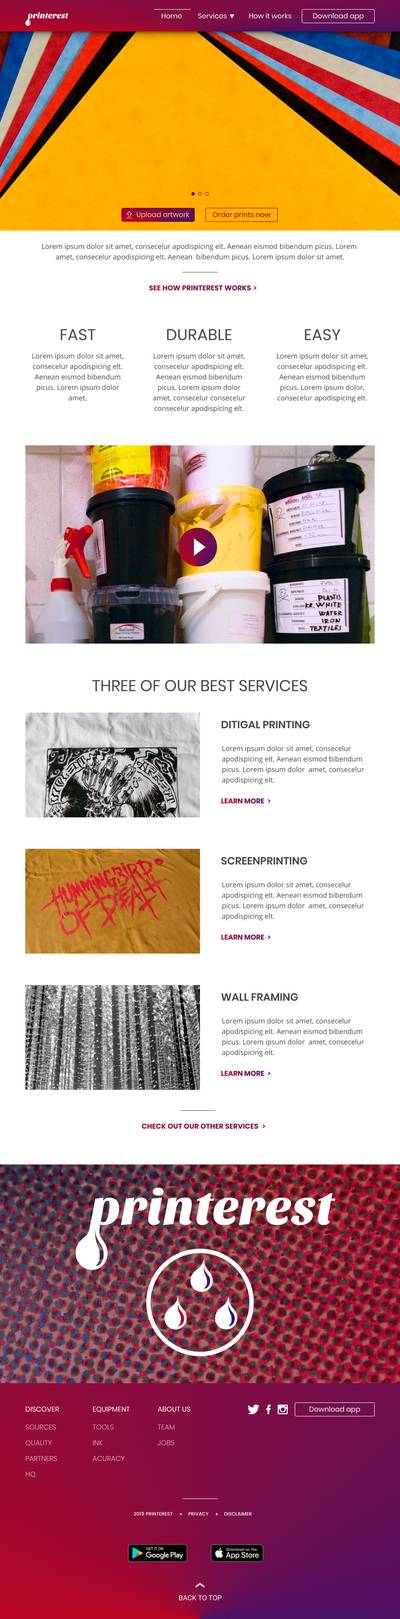 printerest
Home
Services ▼
How it works
Download app
Upload artwork
Order prints now
Lorem ipsum dolor sit amet, consecelur apodispicing elt. Aenean eismod bibendum picus. Lorem
amet, consecelur apodispicing elt. Aenean bibendum picus. Lorem ipsum dolor sit amet.
SEE HOW PRINTEREST WORKS >
FAST
Lorem ipsum dolor sit amet,
consecelur apodispicing elt.
Aenean eismod bibendum
picus. Lorem ipsum dolor
amet.
DURABLE
Lorem ipsum dolor sit amet,
consecelur apodispicing elt.
Aenean eismod bibendum
picus. Lorem ipsum dolor,
amet, consecelur consecelur
consecelur apodispicing elt.
EASY
Lorem ipsum dolor sit amet,
consecelur apodispicing elt.
Aenean eismod bibendum
picus. Lorem ipsum dolor,
consecelur apodispicing elt.
PLASTIS
WHITE
WATER
IRON
TEXTILES
THREE OF OUR BEST SERVICES
DITIGAL PRINTING
Lorem ipsum dolor sit amet, consecelur
apodispicing elt. Aenean eismod bibendum
picus. Lorem ipsum dolor amet, consecelur
apodispicing elt.
LEARN MORE >
HUMMINGBIRD
OF DEATH
SCREENPRINTING
Lorem ipsum dolor sit amet, consecelur
apodispicing elt. Aenean eismod bibendum
picus. Lorem ipsum dolor amet, consecelur
apodispicing elt.
LEARN MORE >
WALL FRAMING
Lorem ipsum dolor sit amet, consecelur
apodispicing elt. Aenean eismod bibendum
picus. Lorem ipsum dolor amet, consecelur
apodispicing elt.
LEARN MORE >
CHECK OUT OUR OTHER SERVICES >
printerest
DISCOVER
SOURCES
QUALITY
PARTNERS
HQ
EQUIPMENT
TOOLS
INK
ACURACY
ABOUT US
TEAM
JOBS
Download app
2019 PRINTEREST • PRIVACY • DISCLAIMER
GET IT ON
Google Play
Download on the
App Store
BACK TO TOP